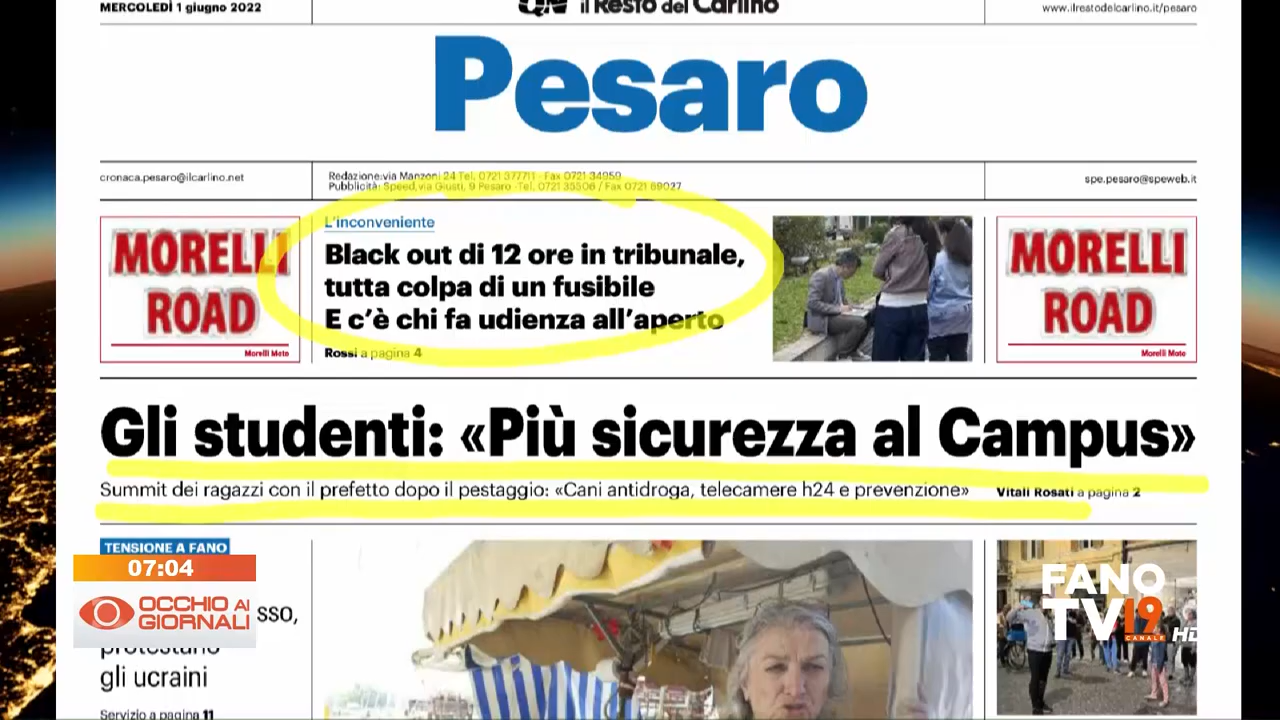 MERCOLEDÌ 1 giugno 2022
QN il Resto del Carlino
www.ilrestodelcarlino.it/pesaro
Pesaro
cronaca.pesaro@ilcarlino.net
Redazione:via Manzoni 24 Tel. 0721 377711 - Fax 0721 34959
Pubblicità: Speed,via Giusti, 9 Pesaro -Tel. 0721 35506 / Fax 0721 69027
spe.pesaro@speweb.it
MORELLI
ROAD
Morelli Moto
L'inconveniente
Black out di 12 ore in tribunale,
tutta colpa di un fusibile
E c'è chi fa udienza all'aperto
Rossi a pagina 4
MORELLI
ROAD
Morelli Moto
Gli studenti: «Più sicurezza al Campus»
Summit dei ragazzi con il prefetto dopo il pestaggio: «Cani antidroga, telecamere h24 e prevenzione»
Vitali Rosati a pagina 2
TENSIONE A FANO
07:04
OCCHIO AI
GIORNALI
protestano
gli ucraini
Servizio a pagina 11
FANO
TV19
CANALE
HD